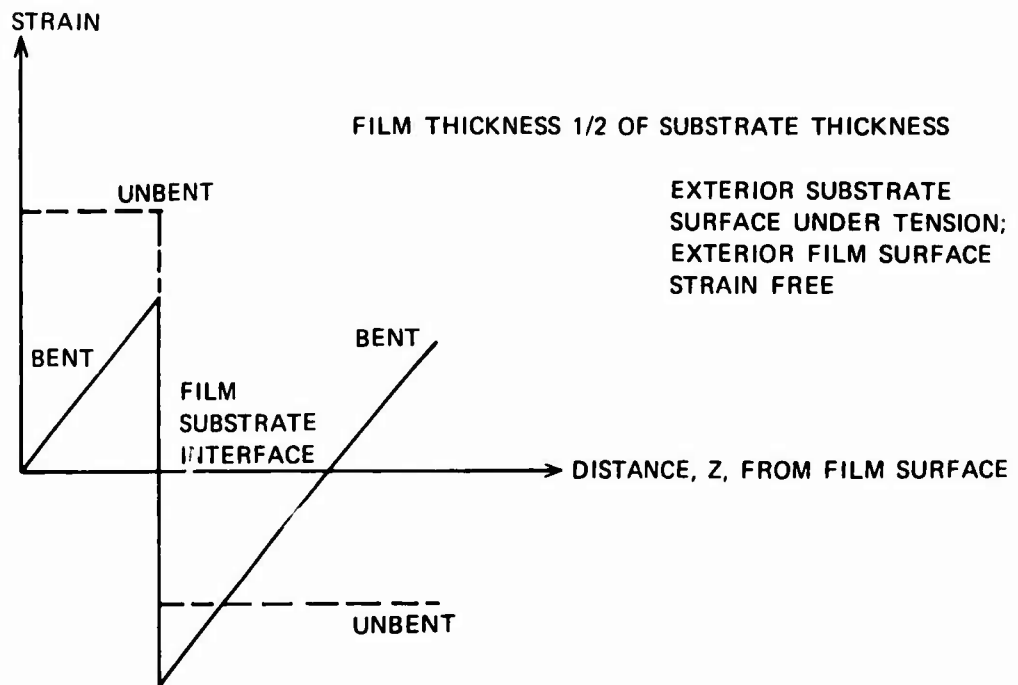 STRAIN
FILM THICKNESS 1/2 OF SUBSTRATE THICKNESS
UNBENT
EXTERIOR SUBSTRATE
SURFACE UNDER TENSION;
EXTERIOR FILM SURFACE
STRAIN FREE
BENT
BENT
FILM
SUBSTRATE
INTERFACE
DISTANCE, Z, FROM FILM SURFACE
UNBENT